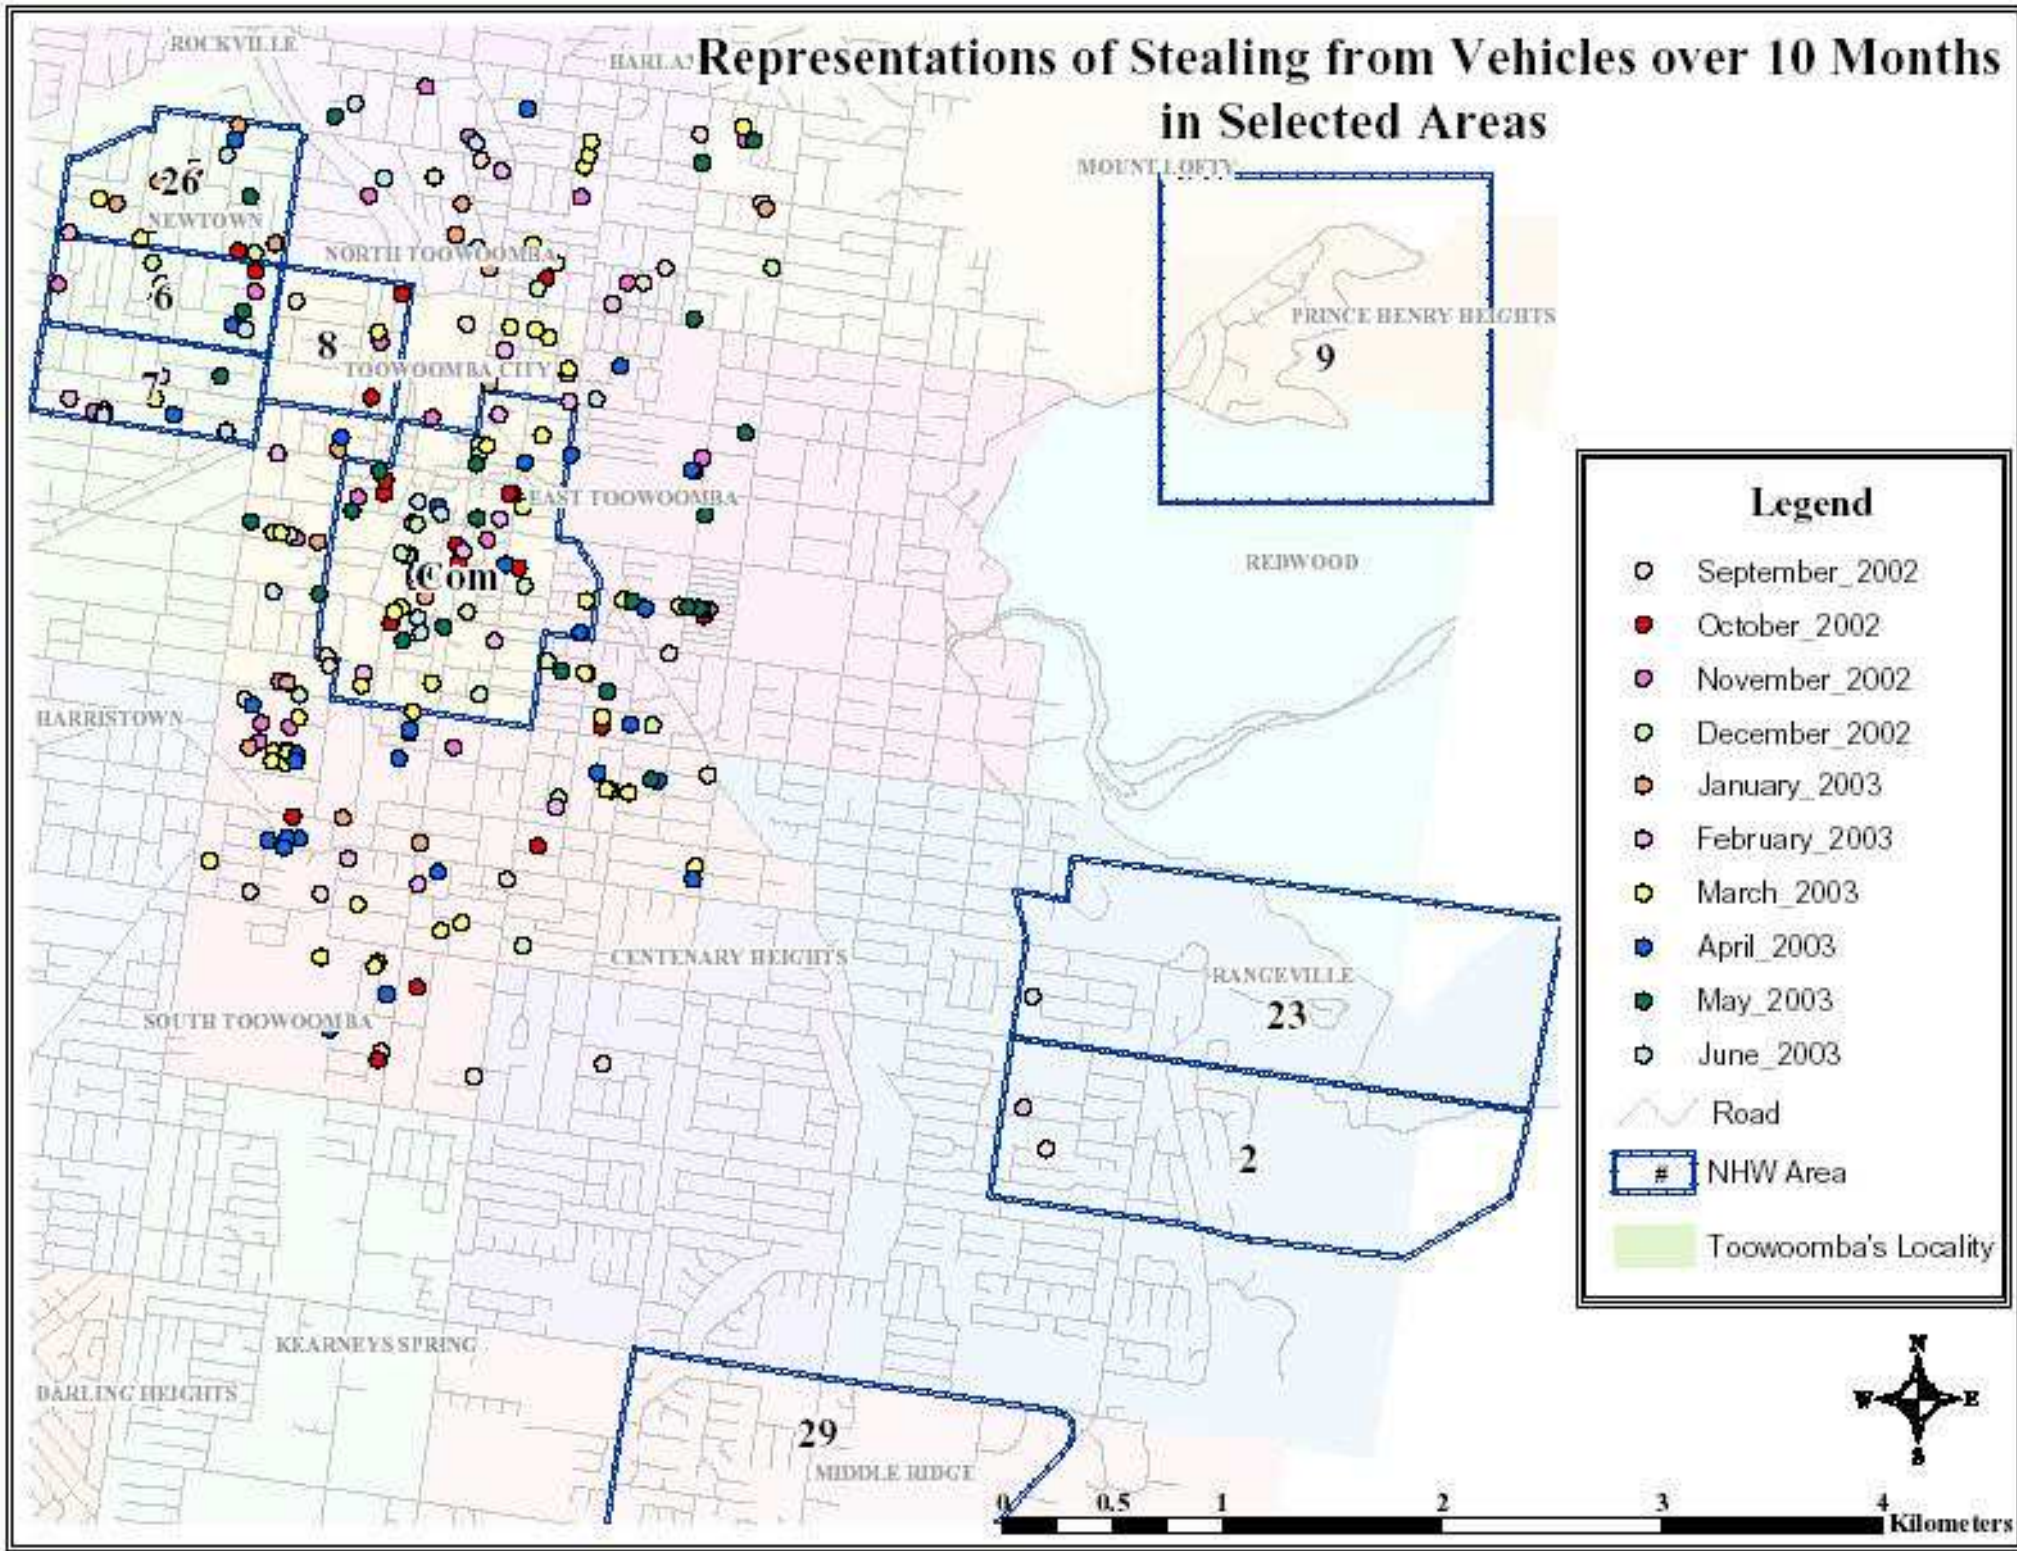 Representations of Stealing from Vehicles over 10 Months
in Selected Areas
ROCKVILLE
MOUNT LOFTY
26
NEWTOWN
NORTH TOOWOOMBA
6
8
7
TOOWOOMBA CITY
PRINCE HENRY HEIGHTS
9
EAST TOOWOOMBA
Com
REDWOOD
HARRISTOWN
CENTENARY HEIGHTS
RANGEVILLE
23
SOUTH TOOWOOMBA
2
KEARNEYS SPRING
DARLING HEIGHTS
29
MIDDLE RIDGE
Legend
September_2002
October_2002
November_2002
December_2002
January_2003
February_2003
March_2003
April_2003
May_2003
June_2003
Road
# NHW Area
Toowoomba's Locality
N
W E
S
0 0.5 1 2 3 4
Kilometers